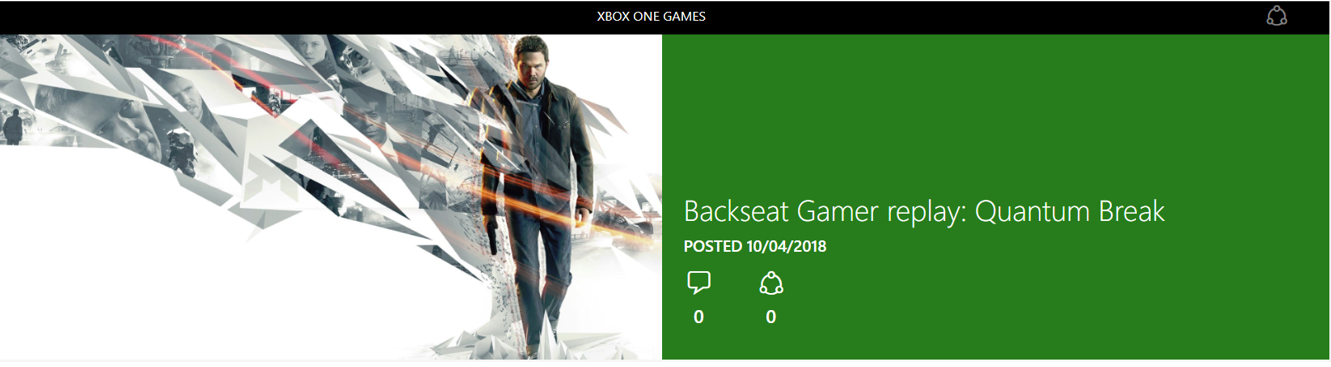 XBOX ONE GAMES
Backseat Gamer replay: Quantum Break
POSTED 10/04/2018
0 0